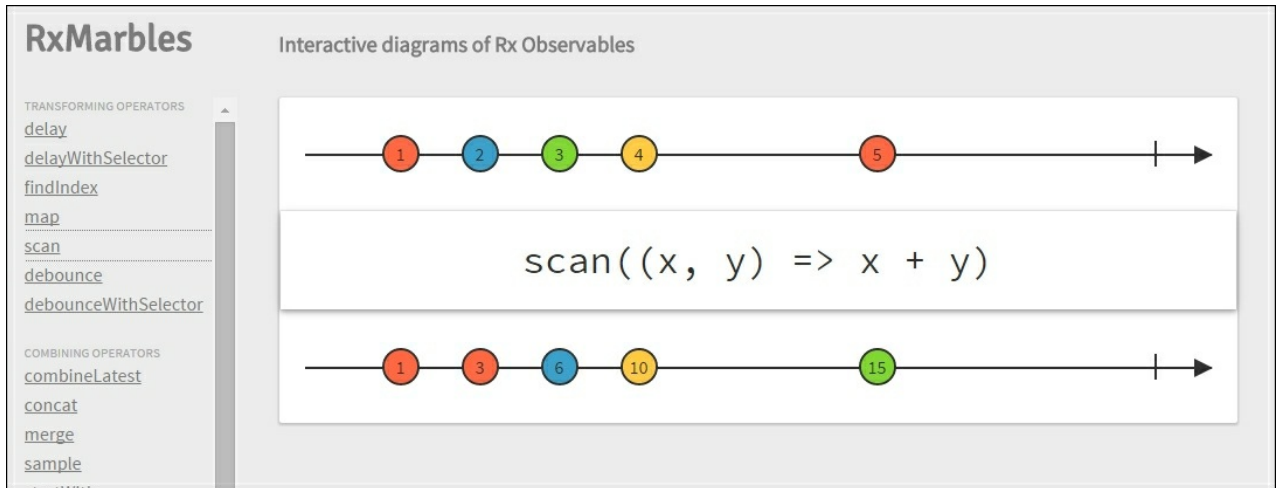 RxMarbles
Interactive diagrams of Rx Observables
TRANSFORMING OPERATORS
delay
delayWithSelector
findIndex
map
scan
debounce
debounceWithSelector
COMBINING OPERATORS
combineLatest
concat
merge
sample
1 2 3 4 5
scan((x, y) => x + y)
1 3 6 10 15